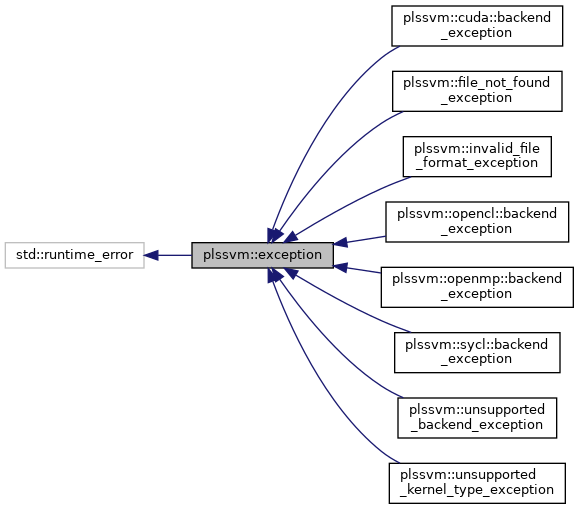 plssvm::cuda::backend
_exception
plssvm::file_not_found
_exception
plssvm::invalid_file
_format_exception
plssvm::opencl::backend
_exception
std::runtime_error
plssvm::exception
plssvm::openmp::backend
_exception
plssvm::sycl::backend
_exception
plssvm::unsupported
_backend_exception
plssvm::unsupported
_kernel_type_exception